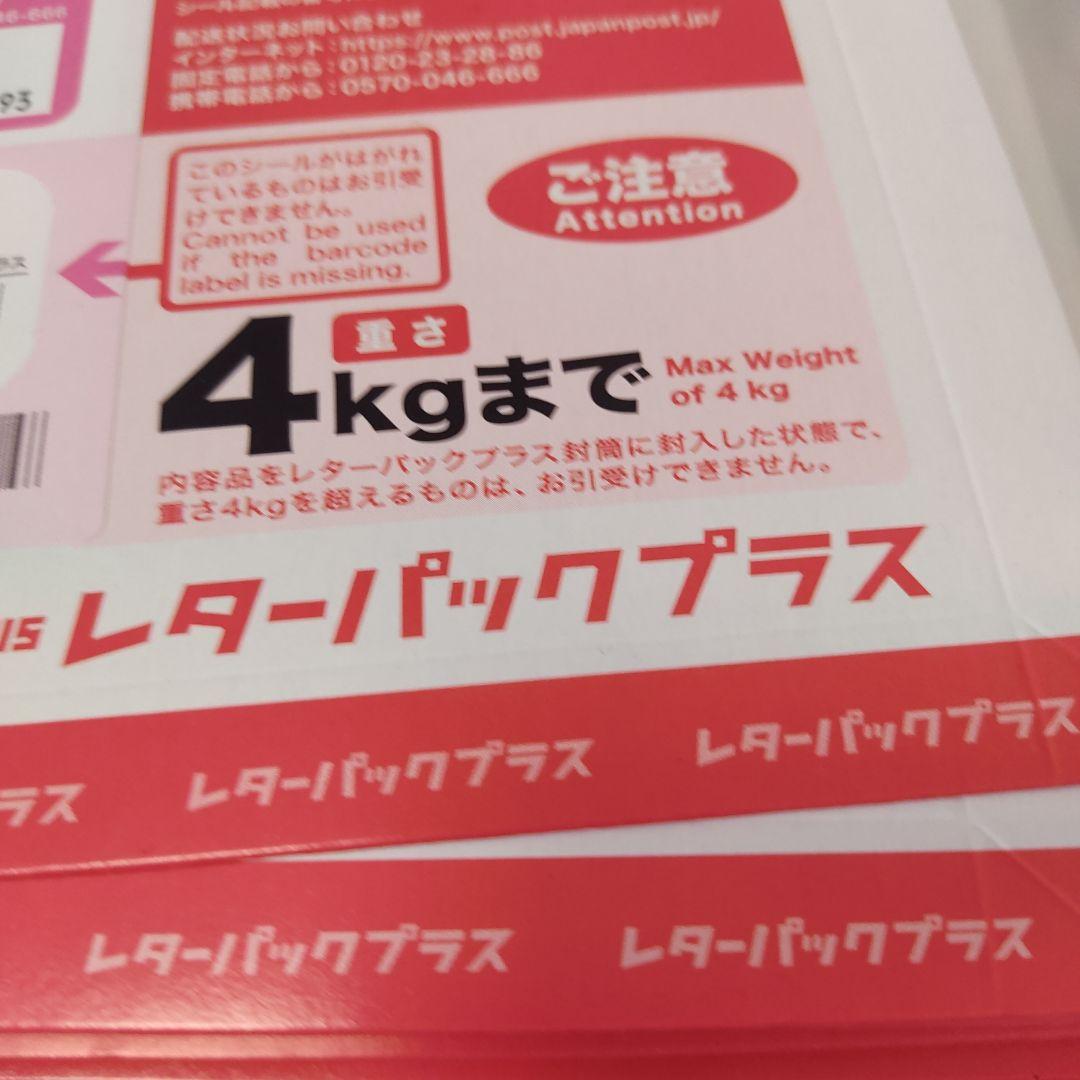 配達状況お問い合わせ
インターネット:https://www.post.japanpost.jp/
固定電話から:0120-23-28-86
携帯電話から:0570-046-666
46-666
93
このシールがはがれ
ているものはお引受
けできません。
Cannot be used
if the barcode
label is missing.
ご注意
Attention
ラス
重さ
4kgまで
Max Weight
of 4 kg
内容品をレターパックプラス封筒に封入した状態で、
重さ4kgを超えるものは、お引受けできません。
us レターパックプラス
ラス レターパックプラス レターパックプラス
レターパックプラス レターパックプラス